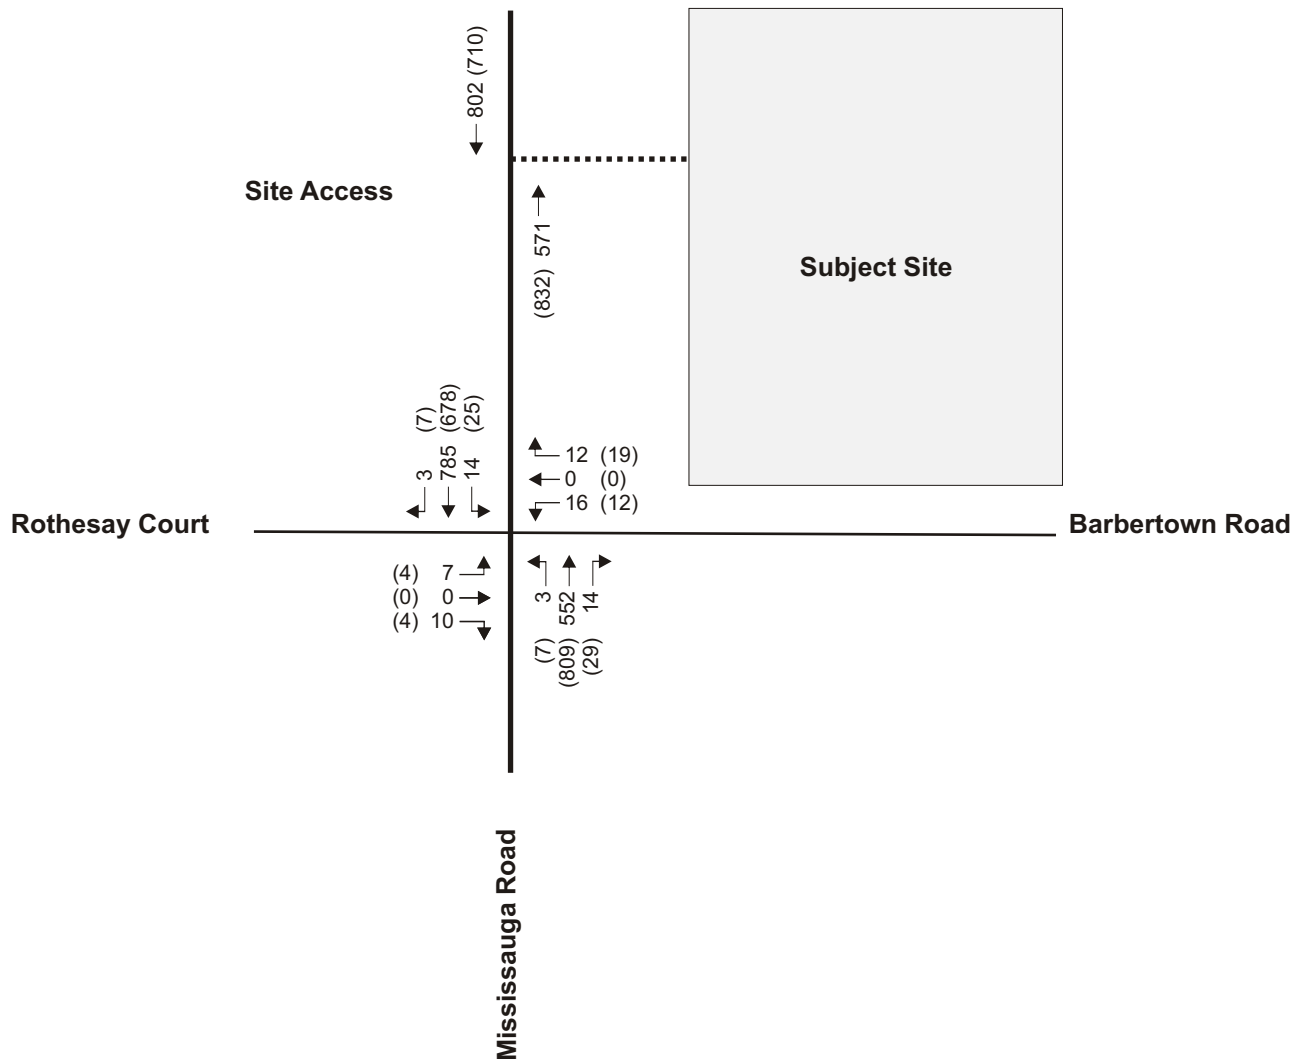 802 (710)
Site Access
(832) 571
Subject Site
3 (7)
785 (678)
14 (25)
12 (19)
0 (0)
16 (12)
Rothesay Court
Barbertown Road
(4) 7
(0) 0
(4) 10
(7) 3
(809) 552
(29) 14
Mississauga Road